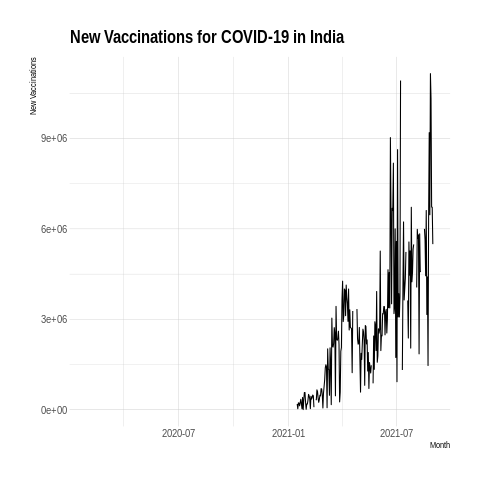 New Vaccinations for COVID-19 in India
New Vaccinations
9e+06
6e+06
3e+06
0e+00
2020-07
2021-01
2021-07
Month